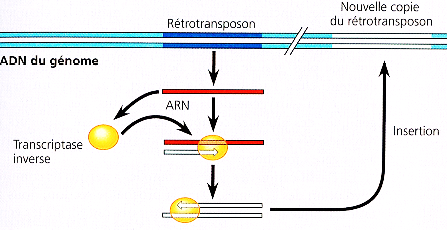 Rétrotransposon
Nouvelle copie
du rétrotransposon
ADN du génome
ARN
Transcriptase
inverse
Insertion